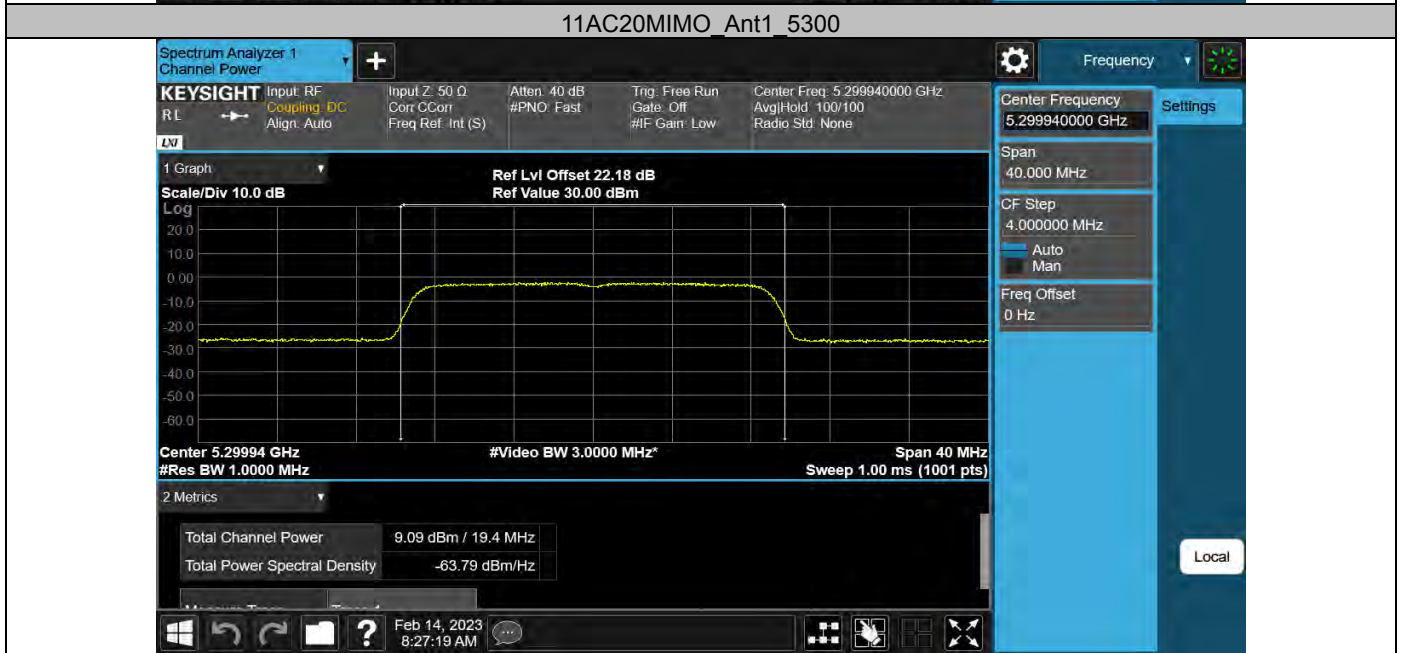 11AC20MIMO_Ant1_5300
Spectrum Analyzer 1
Channel Power
Frequency
KEYSIGHT
R L
LXI
Input: RF
Coupling: DC
Align: Auto
Input Z: 50 Ω
Corr CCorr
Freq Ref: Int (S)
Atten: 40 dB
#PNO: Fast
Trig: Free Run
Gate: Off
#IF Gain: Low
Center Freq: 5.299940000 GHz
Avg|Hold: 100/100
Radio Std: None
Center Frequency
5.299940000 GHz
Settings
Span
40.000 MHz
CF Step
4.000000 MHz
Auto
Man
Freq Offset
0 Hz
1 Graph
Scale/Div 10.0 dB
Ref Lvl Offset 22.18 dB
Ref Value 30.00 dBm
Log
20.0
10.0
0.00
-10.0
-20.0
-30.0
-40.0
-50.0
-60.0
Center 5.29994 GHz
#Video BW 3.0000 MHz*
Span 40 MHz
#Res BW 1.0000 MHz
Sweep 1.00 ms (1001 pts)
2 Metrics
Total Channel Power 9.09 dBm / 19.4 MHz
Total Power Spectral Density -63.79 dBm/Hz
Local
?
Feb 14, 2023
8:27:19 AM